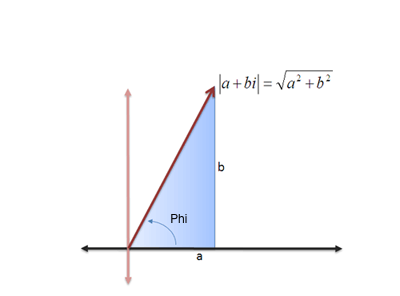 |a + bi| = √a² + b²
b
Phi
a